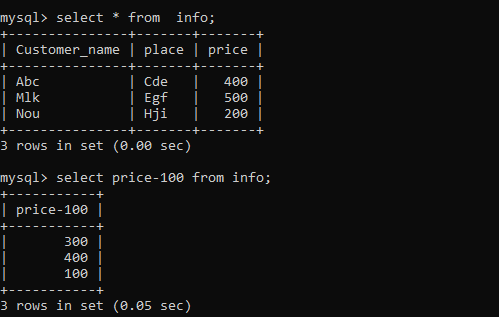 mysql> select * from  info;
+---------------+-------+-------+
| Customer_name | place | price |
+---------------+-------+-------+
| Abc           | Cde   |   400 |
| Mlk           | Egf   |   500 |
| Nou           | Hji   |   200 |
+---------------+-------+-------+
3 rows in set (0.00 sec)

mysql> select price-100 from info;
+-----------+
| price-100 |
+-----------+
|       300 |
|       400 |
|       100 |
+-----------+
3 rows in set (0.05 sec)